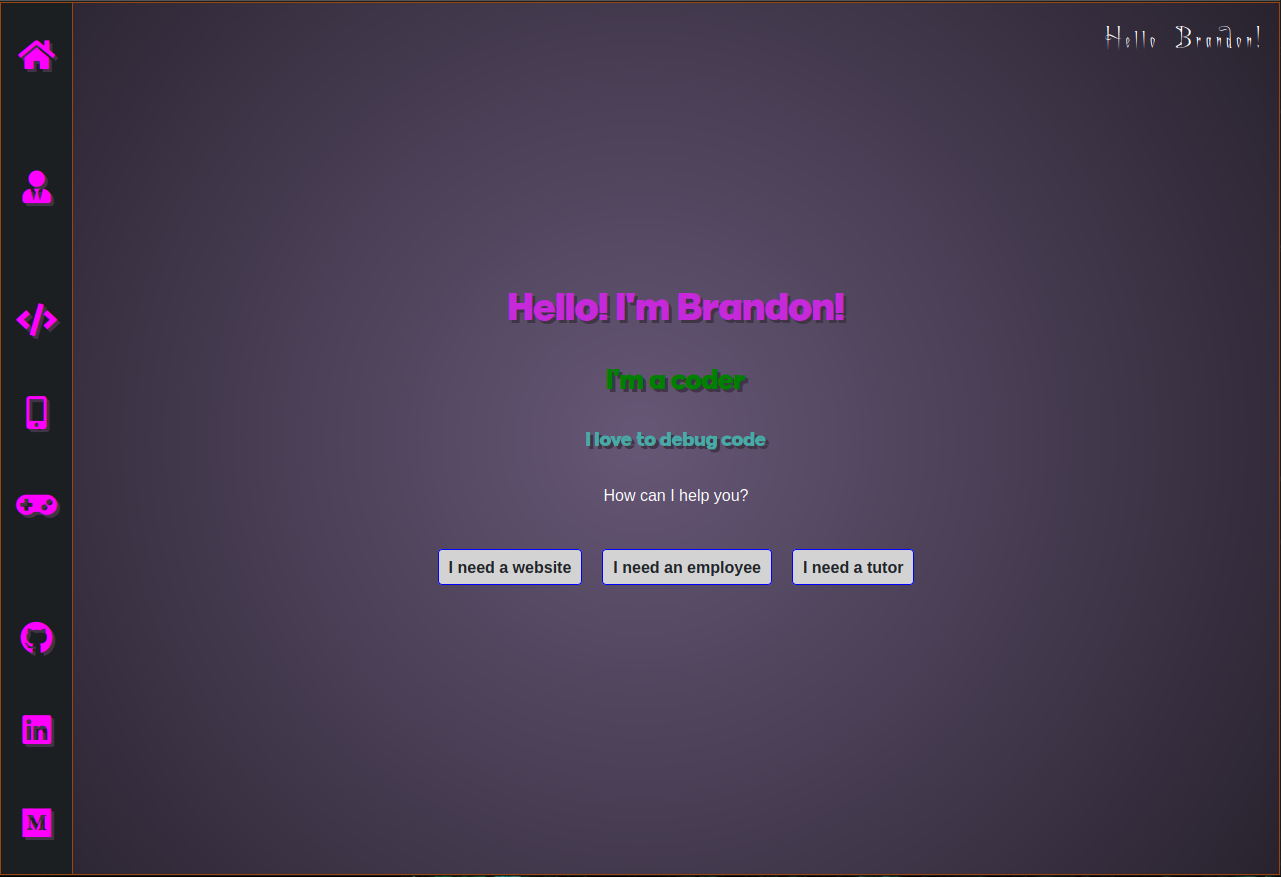 Hello Brandon!
Hello! I'm Brandon!
I'm a coder
I love to debug code
How can I help you?
I need a website
I need an employee
I need a tutor
in
M